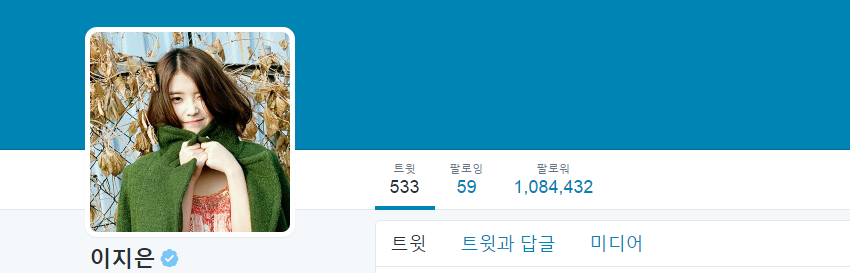 트윗 팔로잉 팔로워
533 59 1,084,432
트윗 트윗과 답글 미디어
이지은